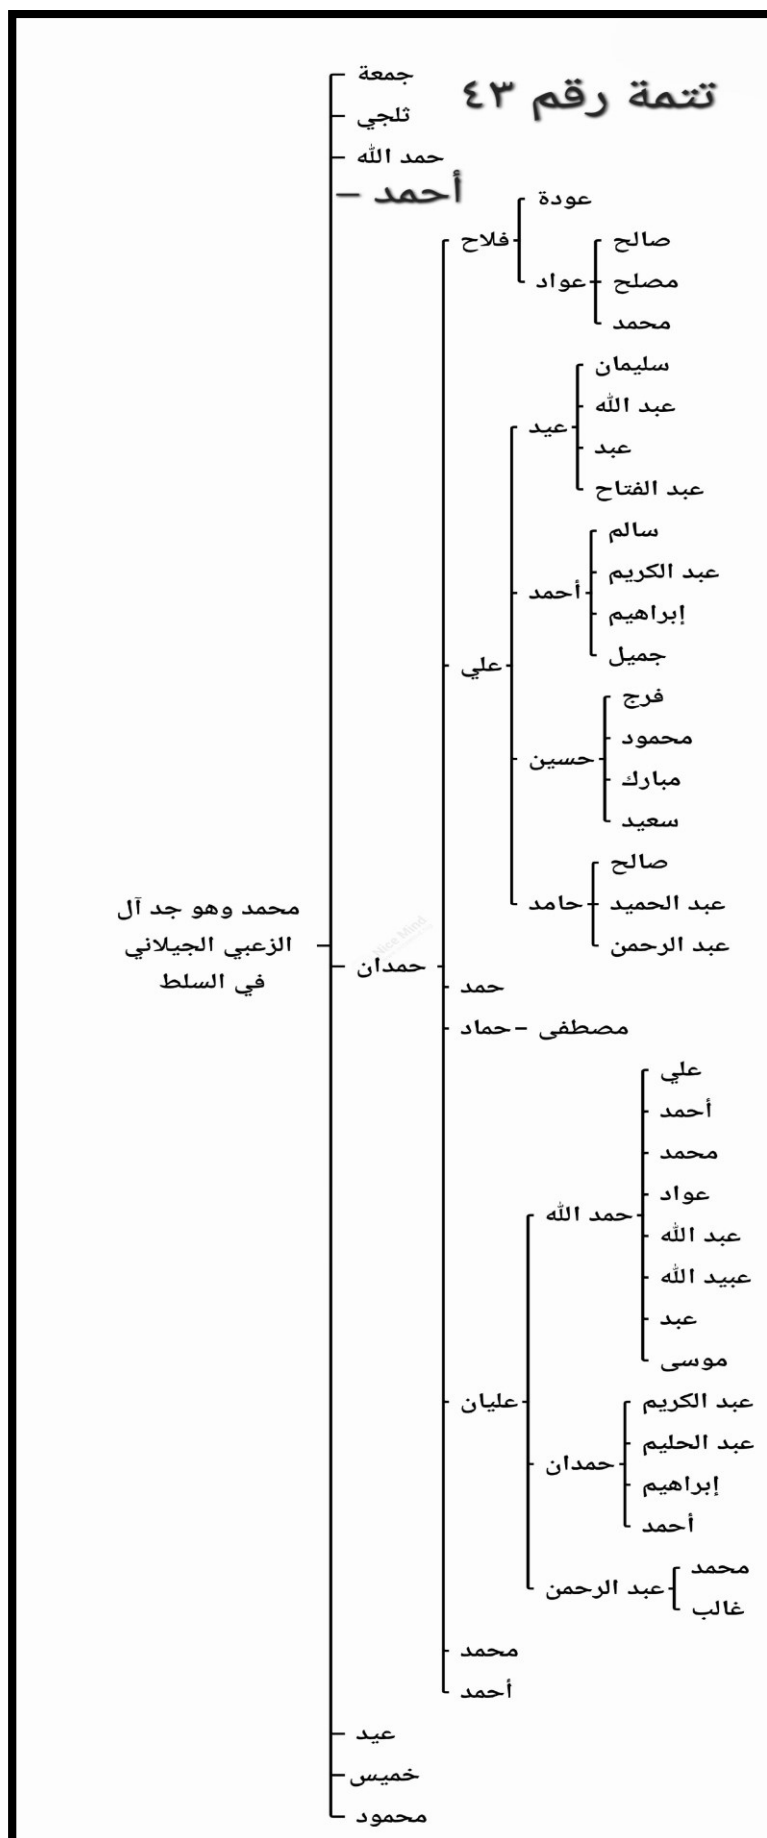 تتمة رقم ٤٣
جمعة
ثلجي
حمد الله
أحمد
عودة
فلاح
صالح
عواد
مصلح
محمد
سليمان
عبد الله
عيد
عبد
عبد الفتاح
سالم
عبد الكريم
أحمد
إبراهيم
جميل
علي
فرج
محمود
حسين
مبارك
سعيد
صالح
حامد
عبد الحميد
عبد الرحمن
محمد وهو جد آل
الزعبي الجيلاني
في السلط
حمدان
حمد
حماد
مصطفى
علي
أحمد
محمد
عواد
حمد الله
عبد الله
عبيد الله
عبد
موسى
عليان
عبد الكريم
عبد الحليم
حمدان
إبراهيم
أحمد
محمد
عبد الرحمن
غالب
محمد
أحمد
عيد
خميس
محمود
Nice Mind